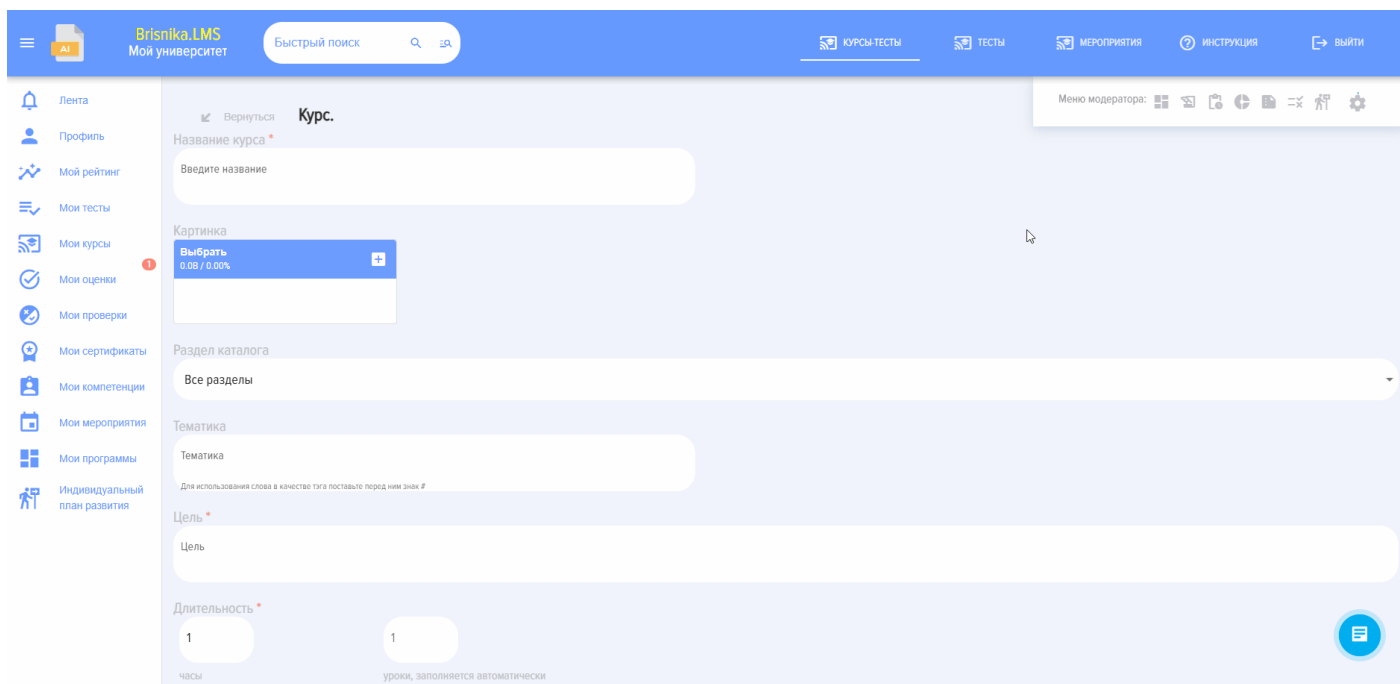 AI
Brisnika.LMS
Мой университет
Быстрый поиск
КУРСЫ-ТЕСТЫ
ТЕСТЫ
МЕРОПРИЯТИЯ
ИНСТРУКЦИЯ
ВЫЙТИ
Меню модератора:
Лента
Профиль
Мой рейтинг
Мои тесты
Мои курсы
1
Мои оценки
Мои проверки
Мои сертификаты
Мои компетенции
Мои мероприятия
Мои программы
Индивидуальный
план развития
Вернуться Курс.
Название курса *
Введите название
Картинка
Выбрать
0.0B / 0.00%
Раздел каталога
Все разделы
Тематика
Тематика
Для использования слова в качестве тэга поставьте перед ним знак #
Цель *
Цель
Длительность *
1 1
часы уроки, заполняется автоматически